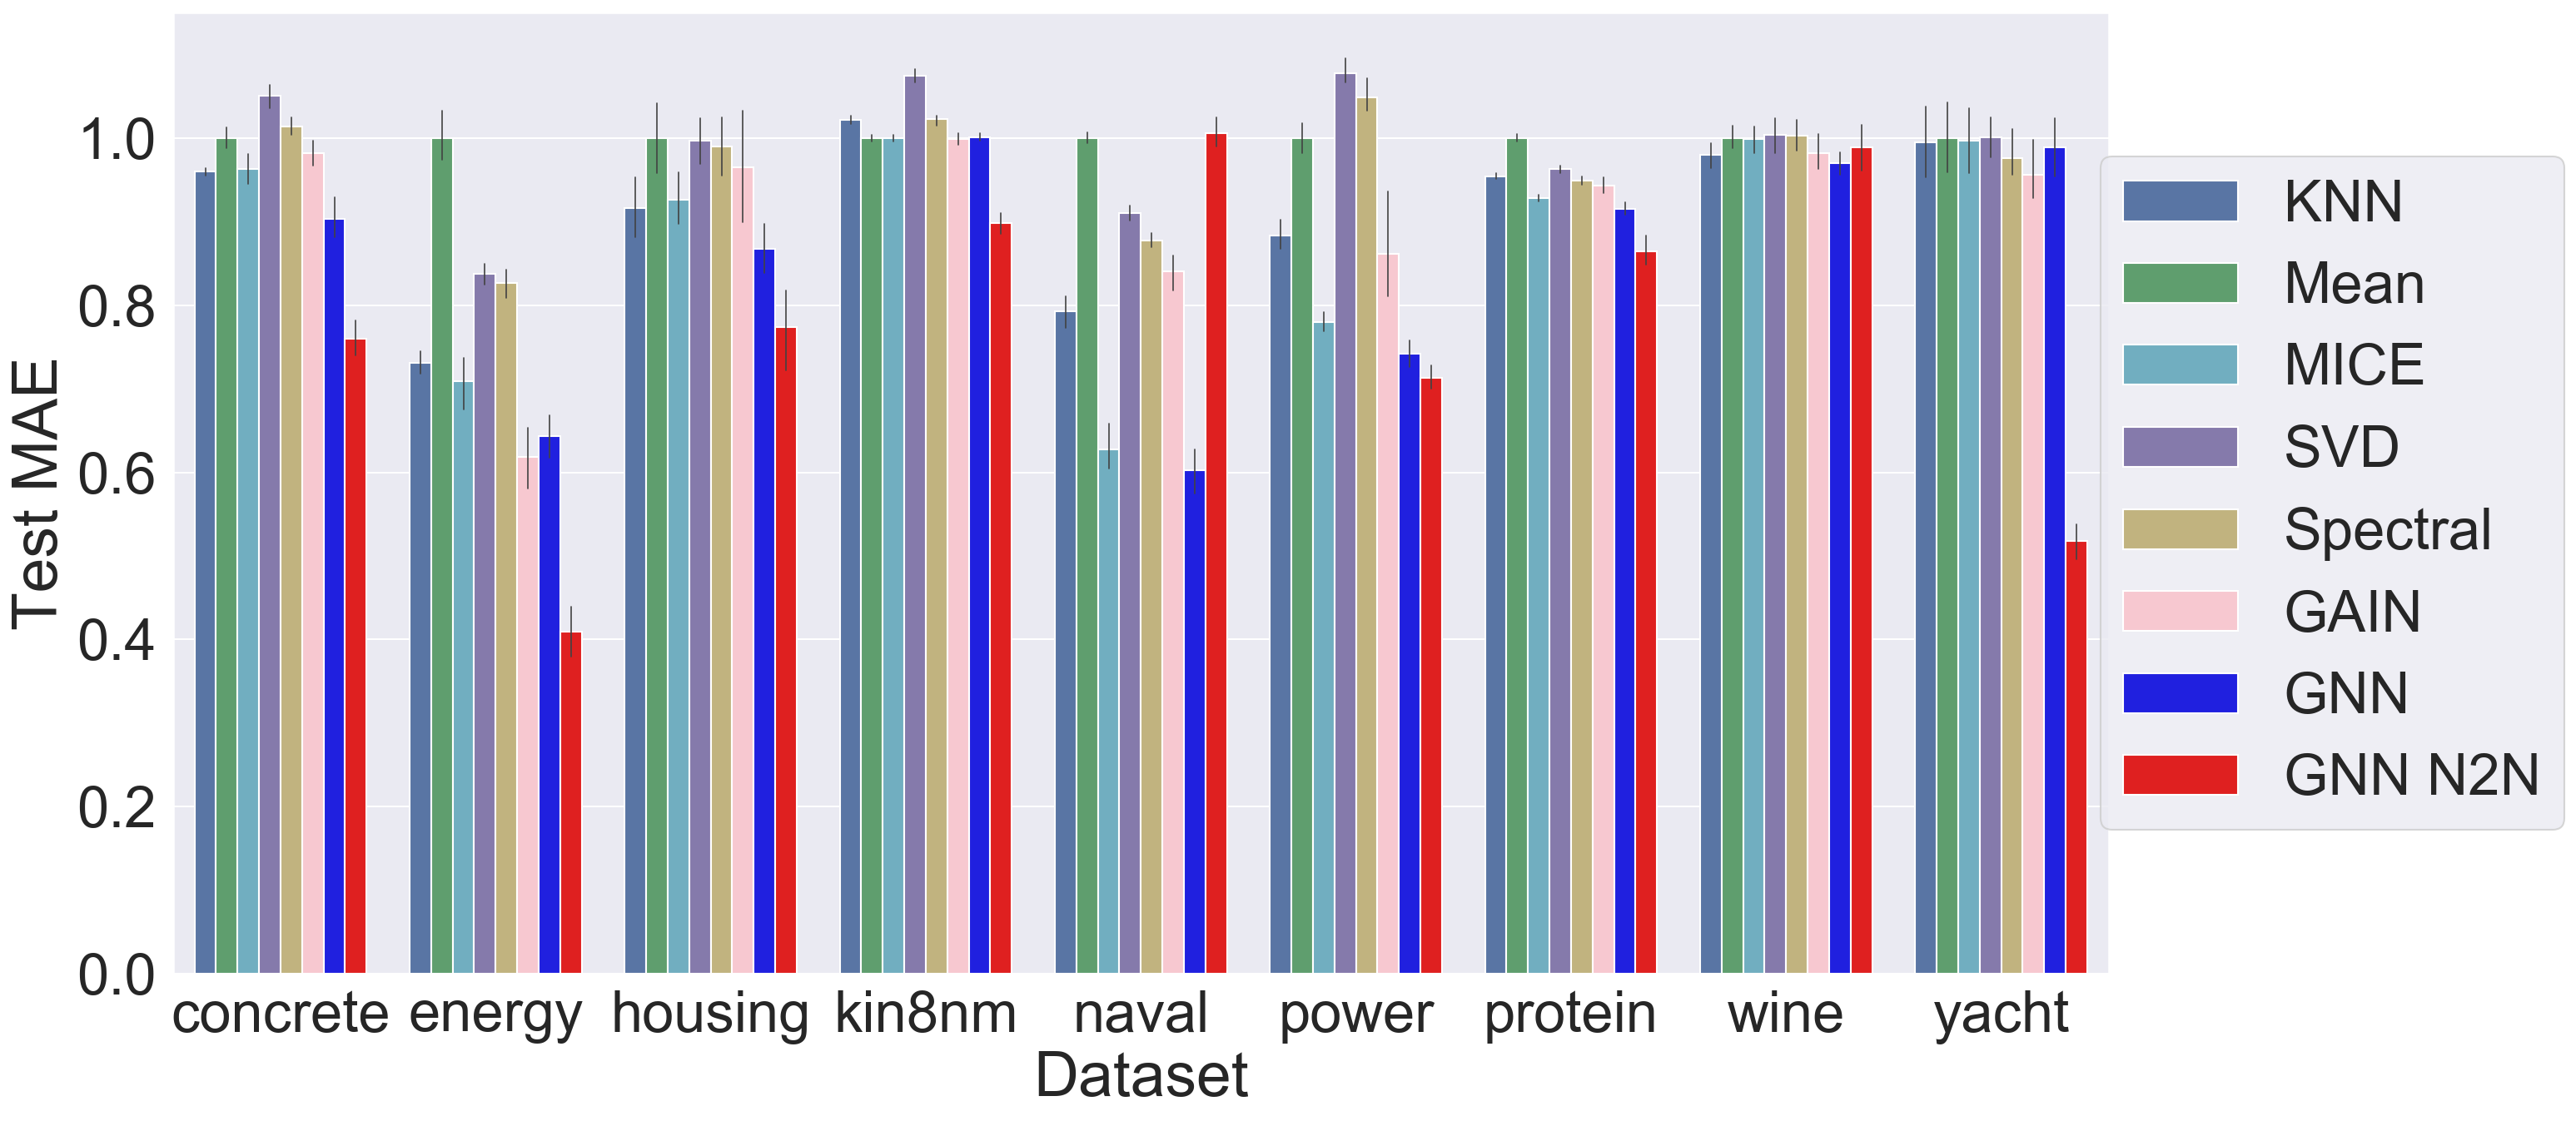 Test MAE
1.0
0.8
0.6
0.4
0.2
0.0
concrete energy housing kin8nm naval power protein wine yacht
Dataset
KNN
Mean
MICE
SVD
Spectral
GAIN
GNN
GNN N2N